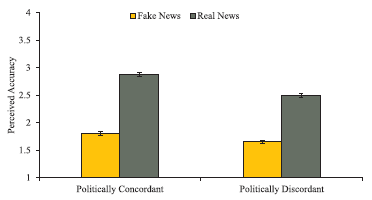 4
Fake News Real News
3.5
3
2.5
2
1.5
1
Perceived Accuracy
Politically Concordant Politically Discordant